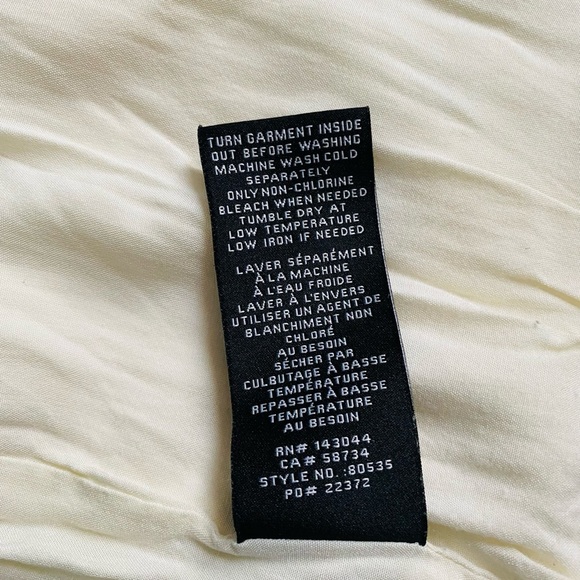 TURN GARMENT INSIDE
OUT BEFORE WASHING
MACHINE WASH COLD
SEPARATELY
ONLY NON-CHLORINE
BLEACH WHEN NEEDED
TUMBLE DRY AT
LOW TEMPERATURE
LOW IRON IF NEEDED
LAVER SÉPARÉMENT
À LA MACHINE
À L'EAU FROIDE
LAVER À L'ENVERS
UTILISER UN AGENT DE
BLANCHIMENT NON
CHLORÉ
AU BESOIN
SÉCHER PAR
CULBUTAGE À BASSE
TEMPÉRATURE
REPASSER À BASSE
TEMPÉRATURE
AU BESOIN
RN# 143044
CA# 58734
STYLE NO. :80535
PO# 22372